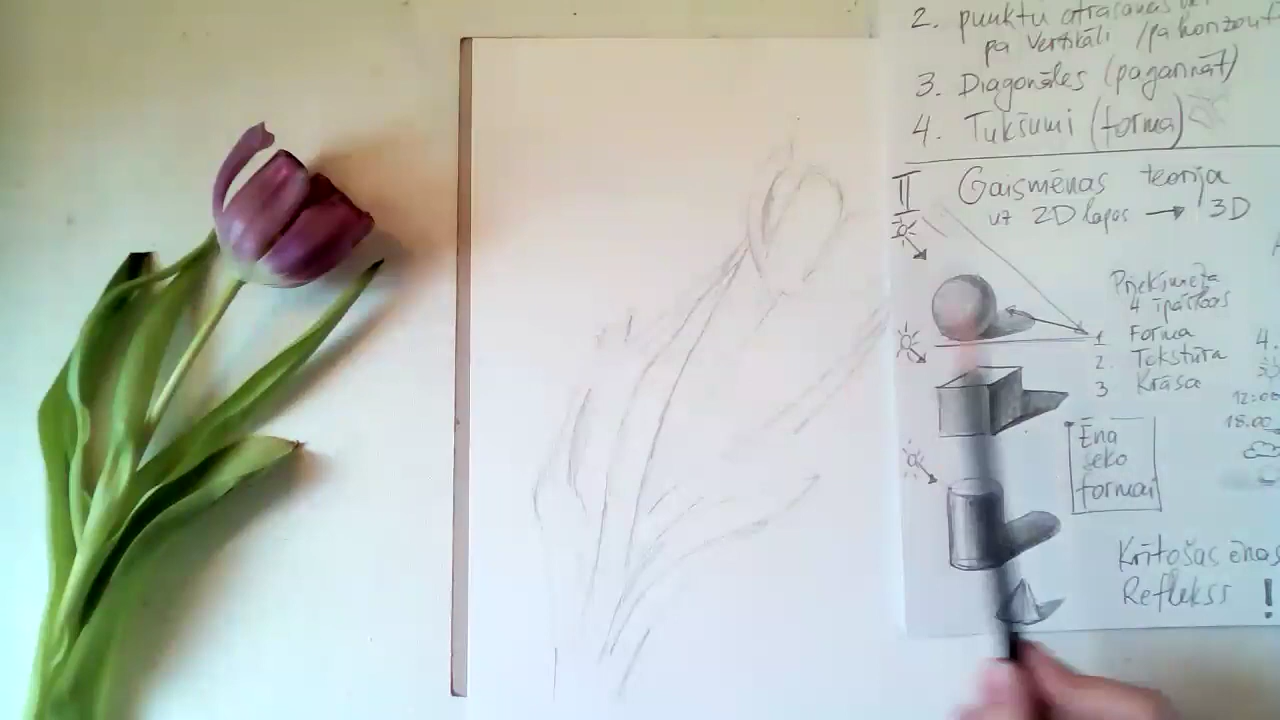 2. punktu atrašanās
pa vertikāli /pa horizont
3. Diagonāles (pagarināt)
4. Tukšumi (forma)
II Gaismēnas teorija
uz 2D lapas → 3D
Priekšmeta
4 īpašības
1 Forma
2. Tekstūra
3 Krāsa
4.
12:00
18.00
Ēna
seko
formai
Krītošās ēnas
Reflekss !